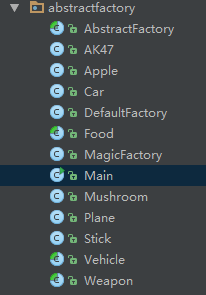 abstractfactory
AbstractFactory
AK47
Apple
Car
DefaultFactory
Food
MagicFactory
Main
Mushroom
Plane
Stick
Vehicle
Weapon